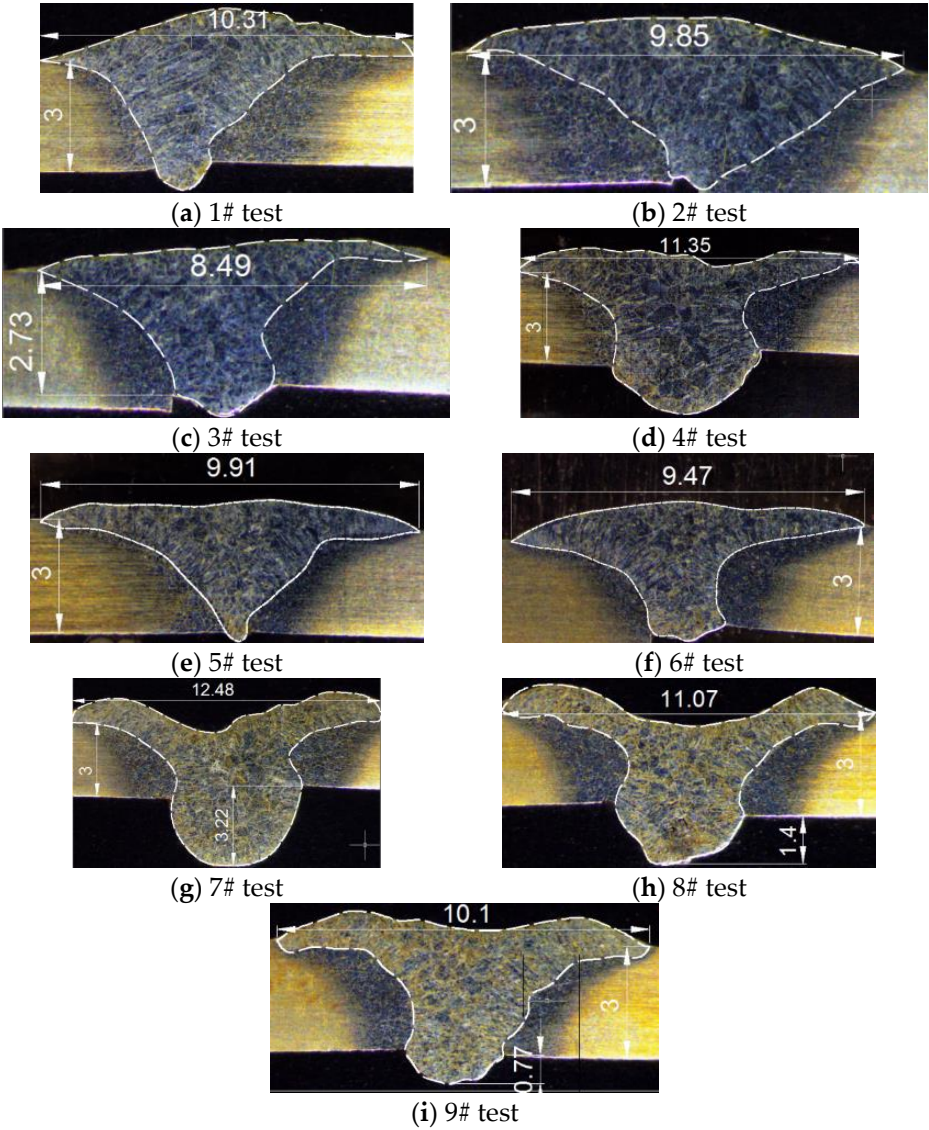 10.31
3
(a) 1# test
9.85
3
(b) 2# test
8.49
2.73
(c) 3# test
11.35
3
(d) 4# test
9.91
3
(e) 5# test
9.47
3
(f) 6# test
12.48
3
3.22
(g) 7# test
11.07
3
1.4
(h) 8# test
10.1
3
0.77
(i) 9# test